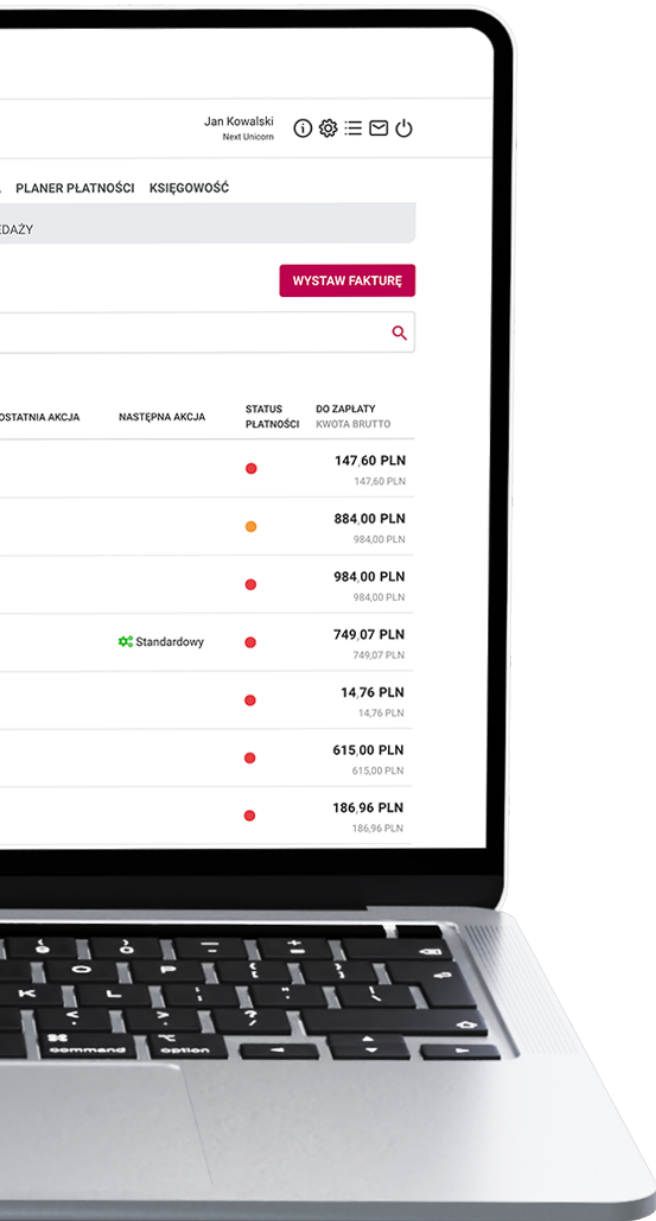 Jan Kowalski
Next Unicorn
PLANER PŁATNOŚCI KSIĘGOWOŚĆ
EDAŻY
WYSTAW FAKTURĘ
OSTATNIA AKCJA NASTĘPNA AKCJA STATUS PŁATNOŚCI DO ZAPŁATY
KWOTA BRUTTO
147,60 PLN
147,60 PLN
884,00 PLN
984,00 PLN
984,00 PLN
984,00 PLN
Standardowy 749,07 PLN
749,07 PLN
14,76 PLN
14,76 PLN
615,00 PLN
615,00 PLN
186,96 PLN
186,96 PLN
O P
K L
command option